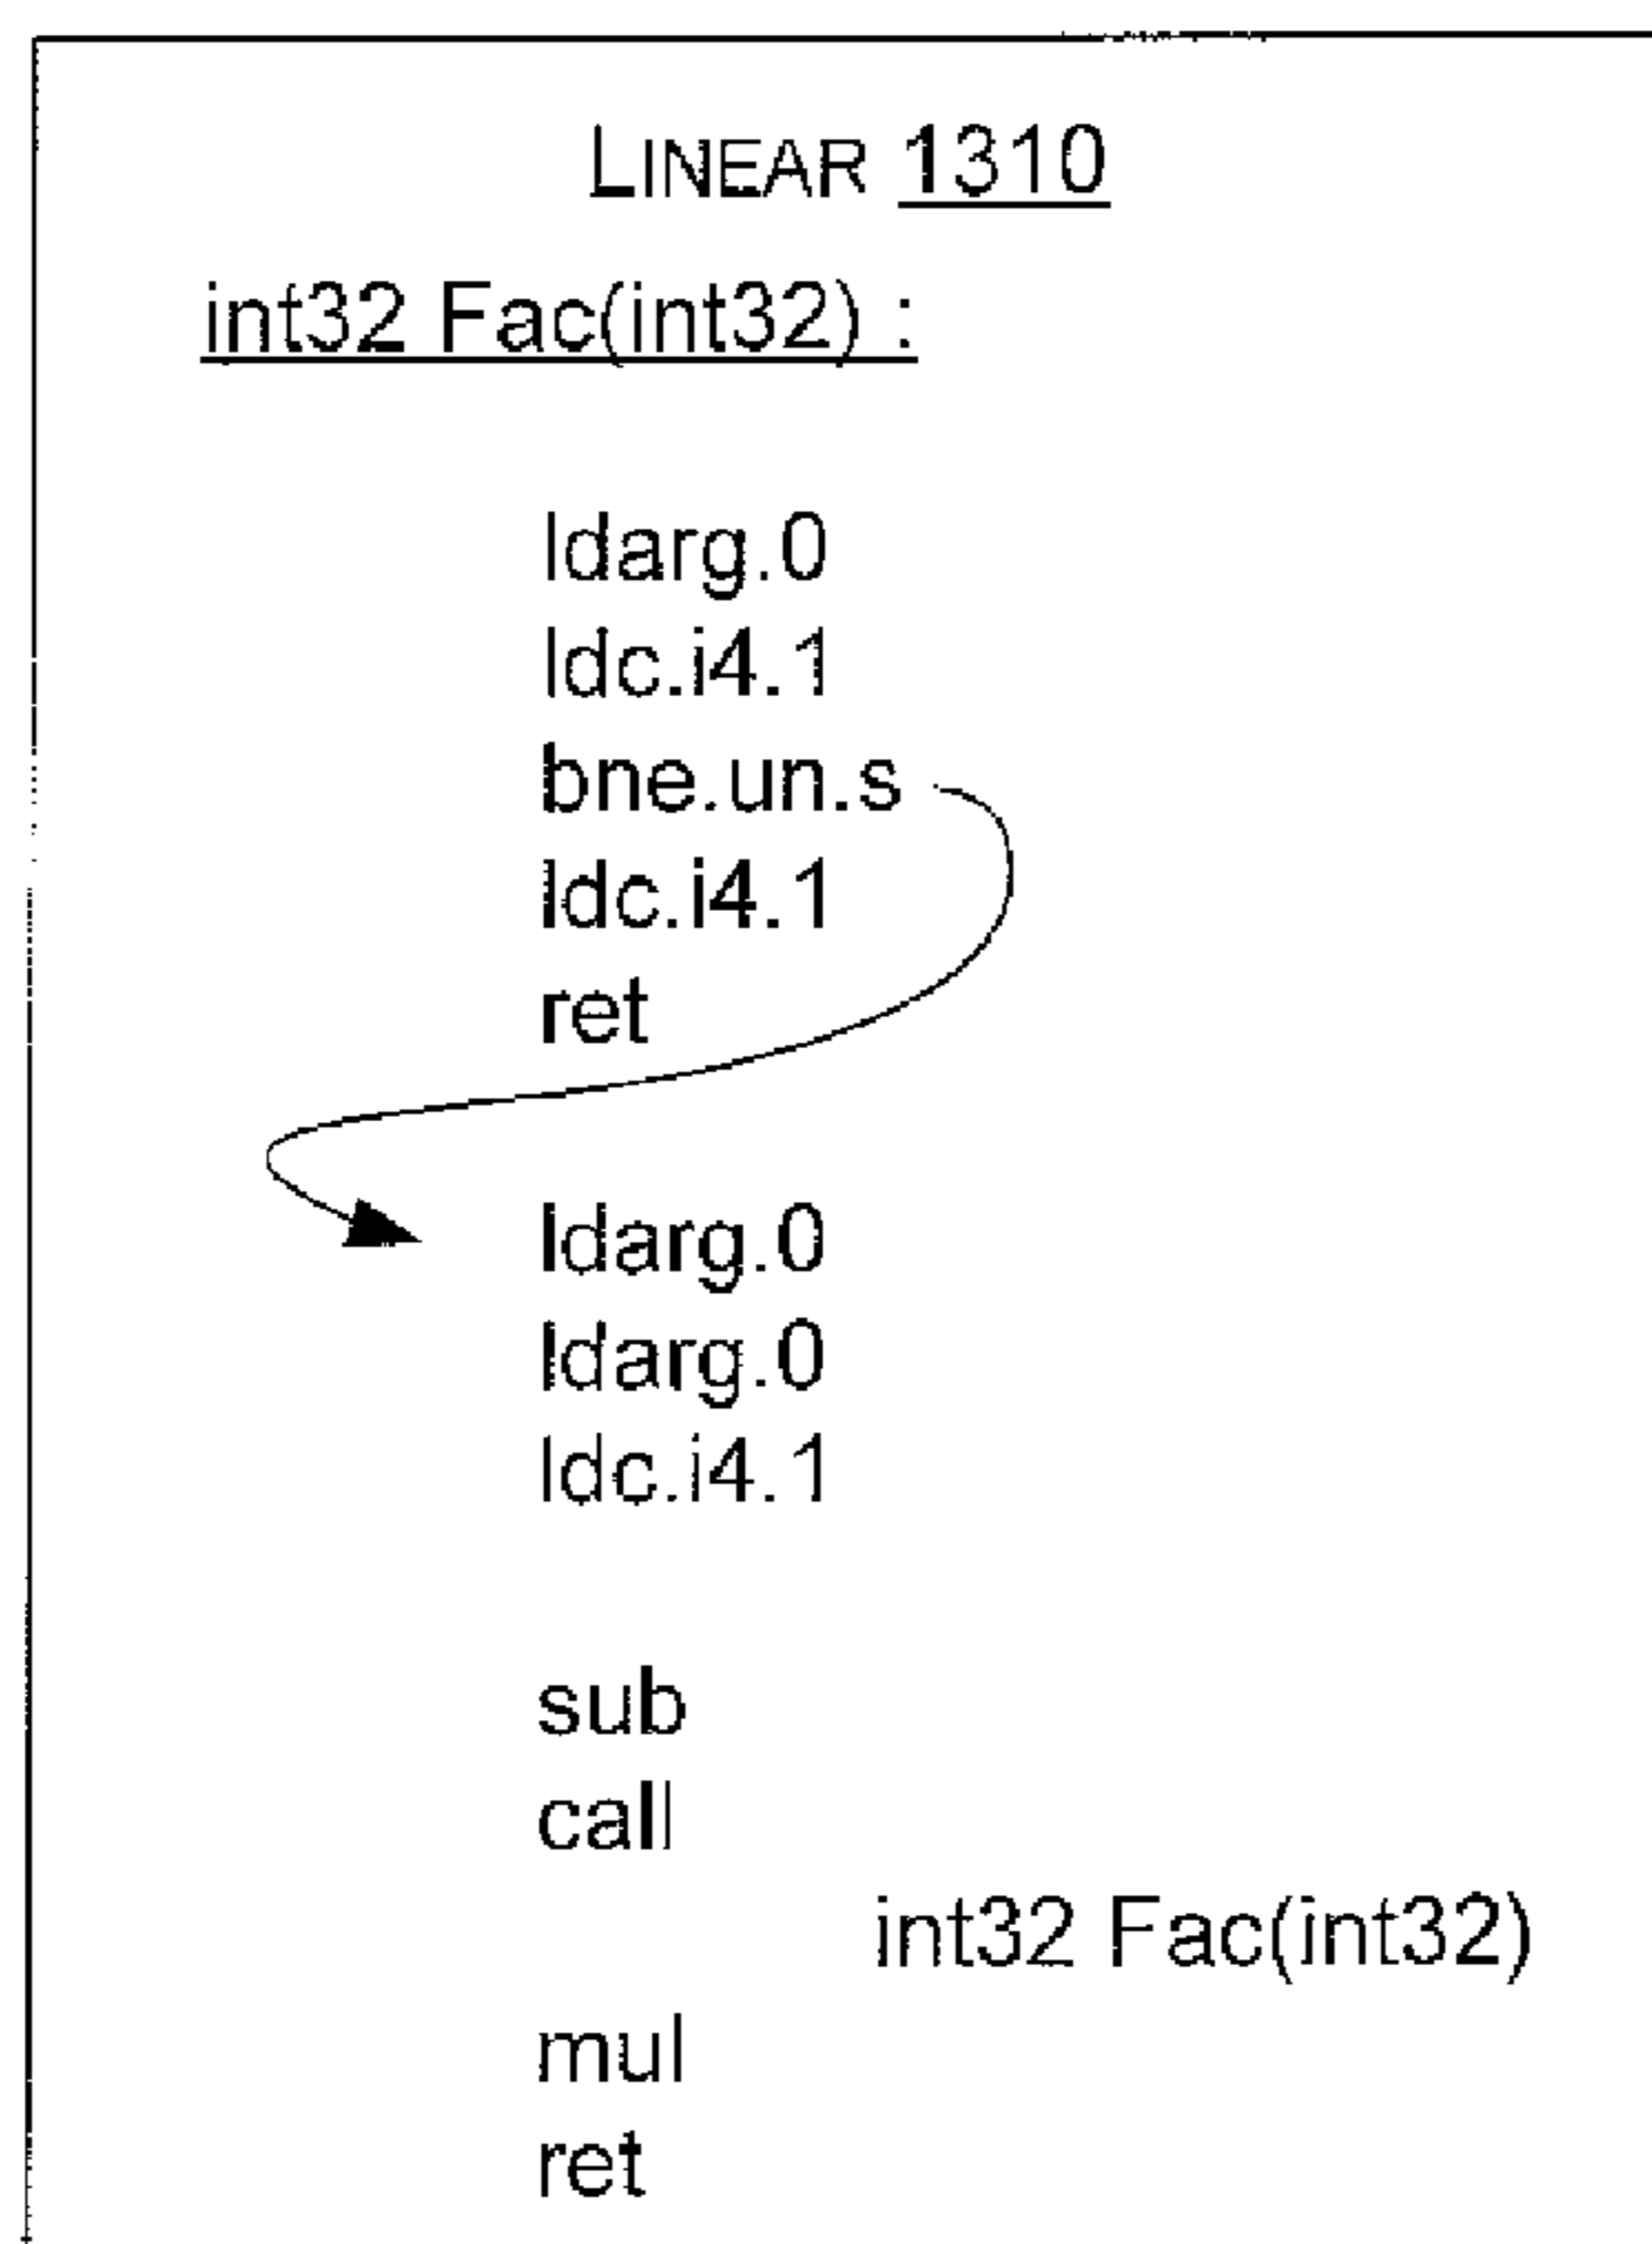 LINEAR 1310
int32 Fac(int32) :
ldarg.0
ldc.i4.1
bne.un.s
ldc.i4.1
ret
ldarg.0
ldarg.0
ldc.i4.1
sub
call
int32 Fac(int32)
mul
ret